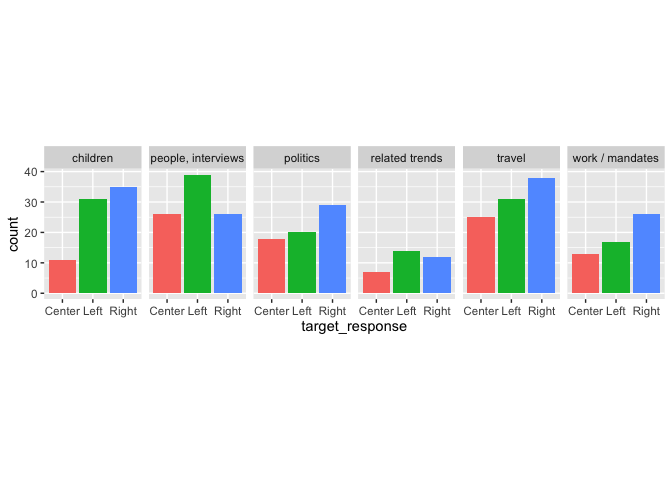 children people, interviews politics related trends travel work / mandates
count
40
30
20
10
0
Center Left Right Center Left Right Center Left Right Center Left Right Center Left Right Center Left Right
target_response